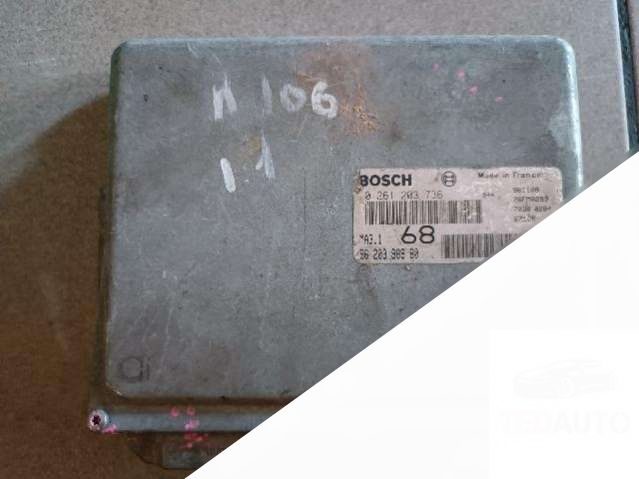 п 106
1.1
BOSCH Made in France
0 261 203 736
MA3.1 68
96 203 989 80
TEDAUTO